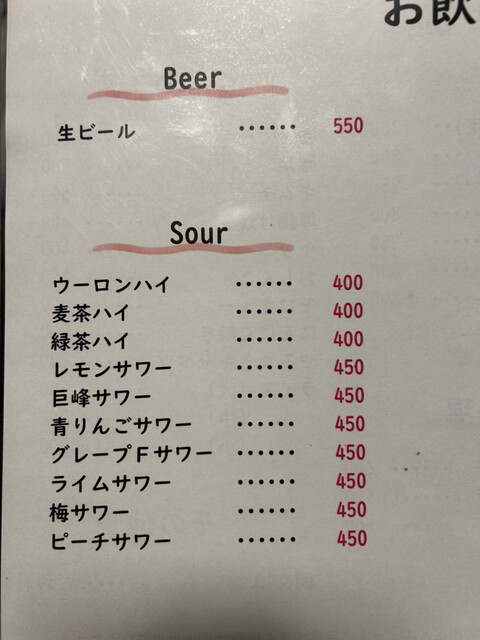 お飲
Beer
生ビール ・・・・・・ 550
Sour
ウーロンハイ ・・・・・・ 400
麦茶ハイ ・・・・・・ 400
緑茶ハイ ・・・・・・ 400
レモンサワー ・・・・・・ 450
巨峰サワー ・・・・・・ 450
青りんごサワー ・・・・・・ 450
グレープFサワー ・・・・・・ 450
ライムサワー ・・・・・・ 450
梅サワー ・・・・・・ 450
ピーチサワー ・・・・・・ 450